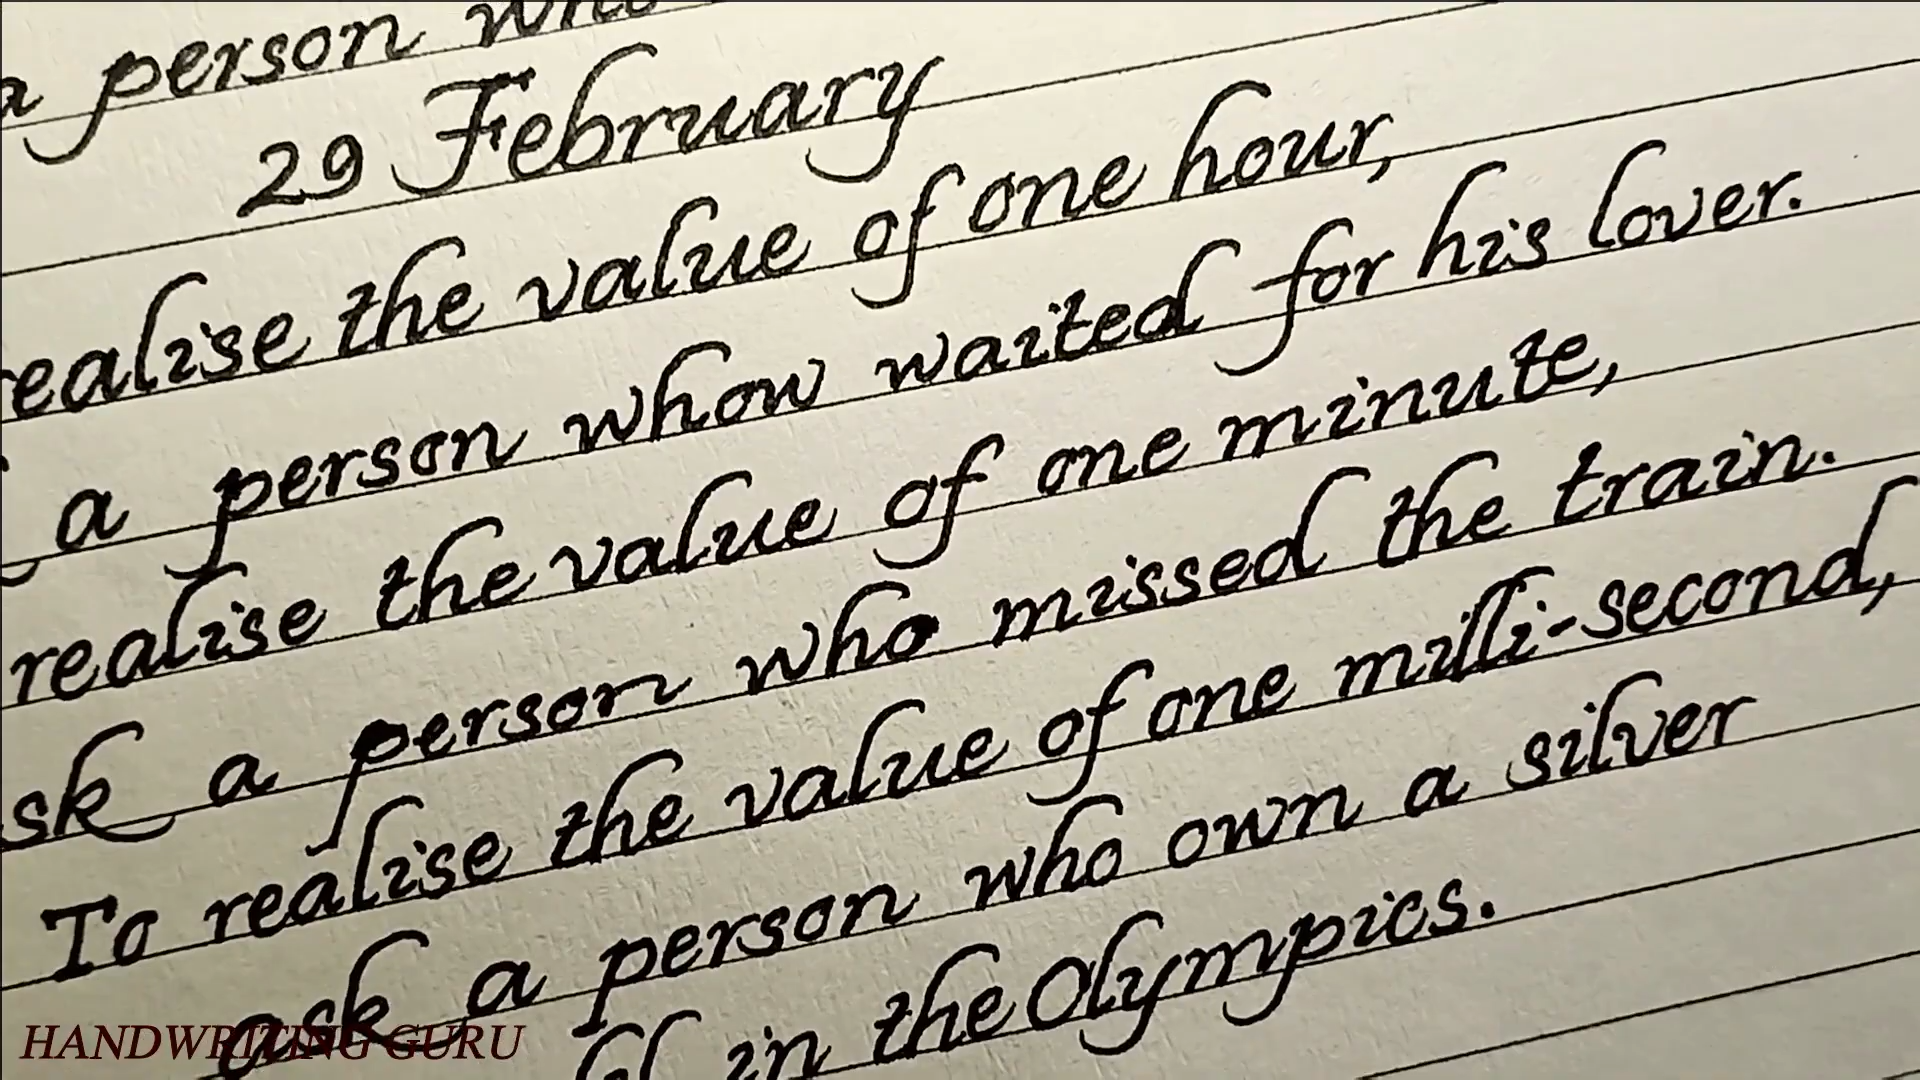 a person who
29 February
realise the value of one hour,
a person whow waited for his lover.
realise the value of one minute,
sk a person who missed the train.
To realise the value of one milli-second,
ask a person who own a silver
in the Olympics.
HANDWRITING GURU